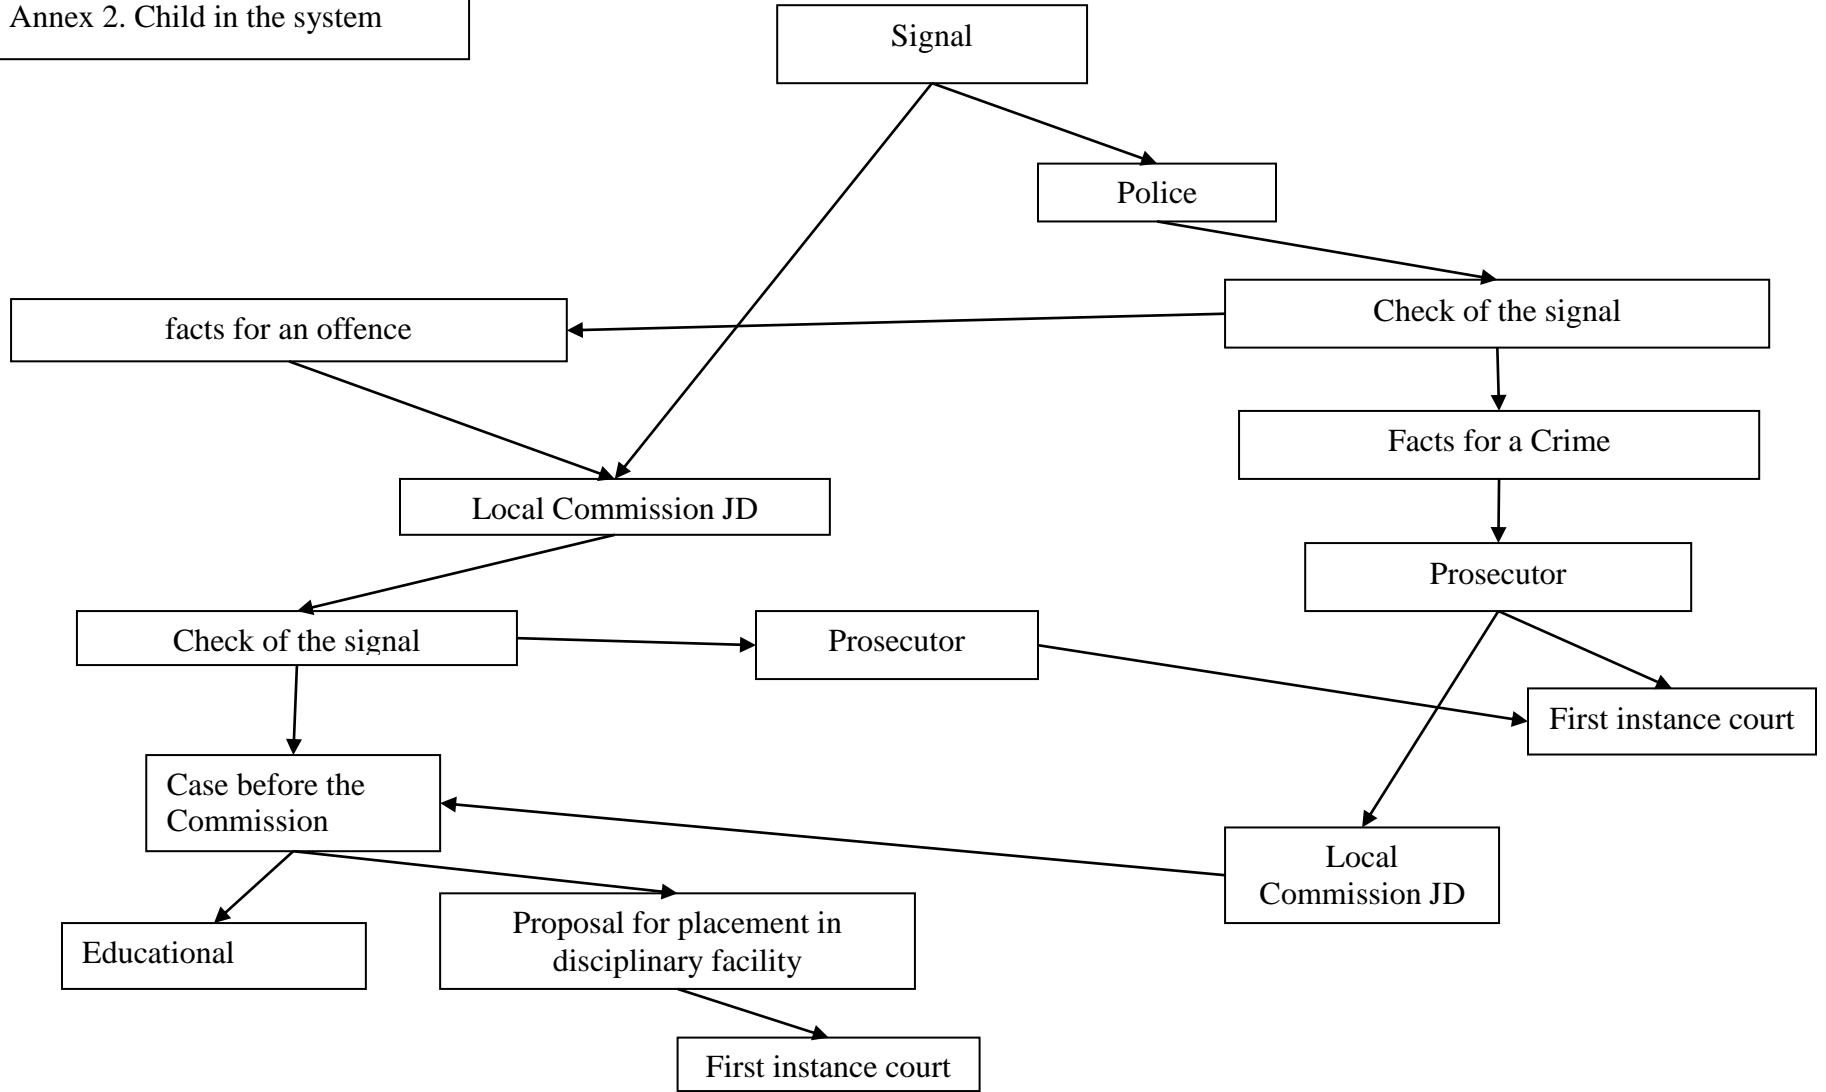 Annex 2. Child in the system
Signal
Police
Check of the signal
facts for an offence
Facts for a Crime
Local Commission JD
Prosecutor
Check of the signal
Prosecutor
First instance court
Case before the
Commission
Local
Commission JD
Educational
Proposal for placement in
disciplinary facility
First instance court